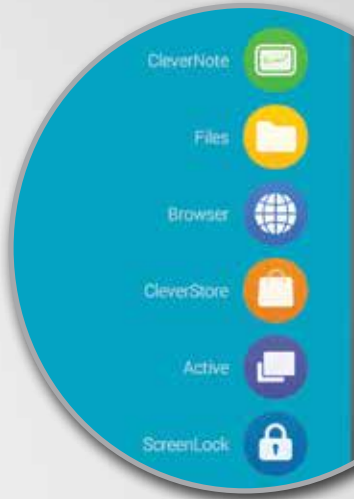 CleverNote
Files
Browser
CleverStore
Active
ScreenLock